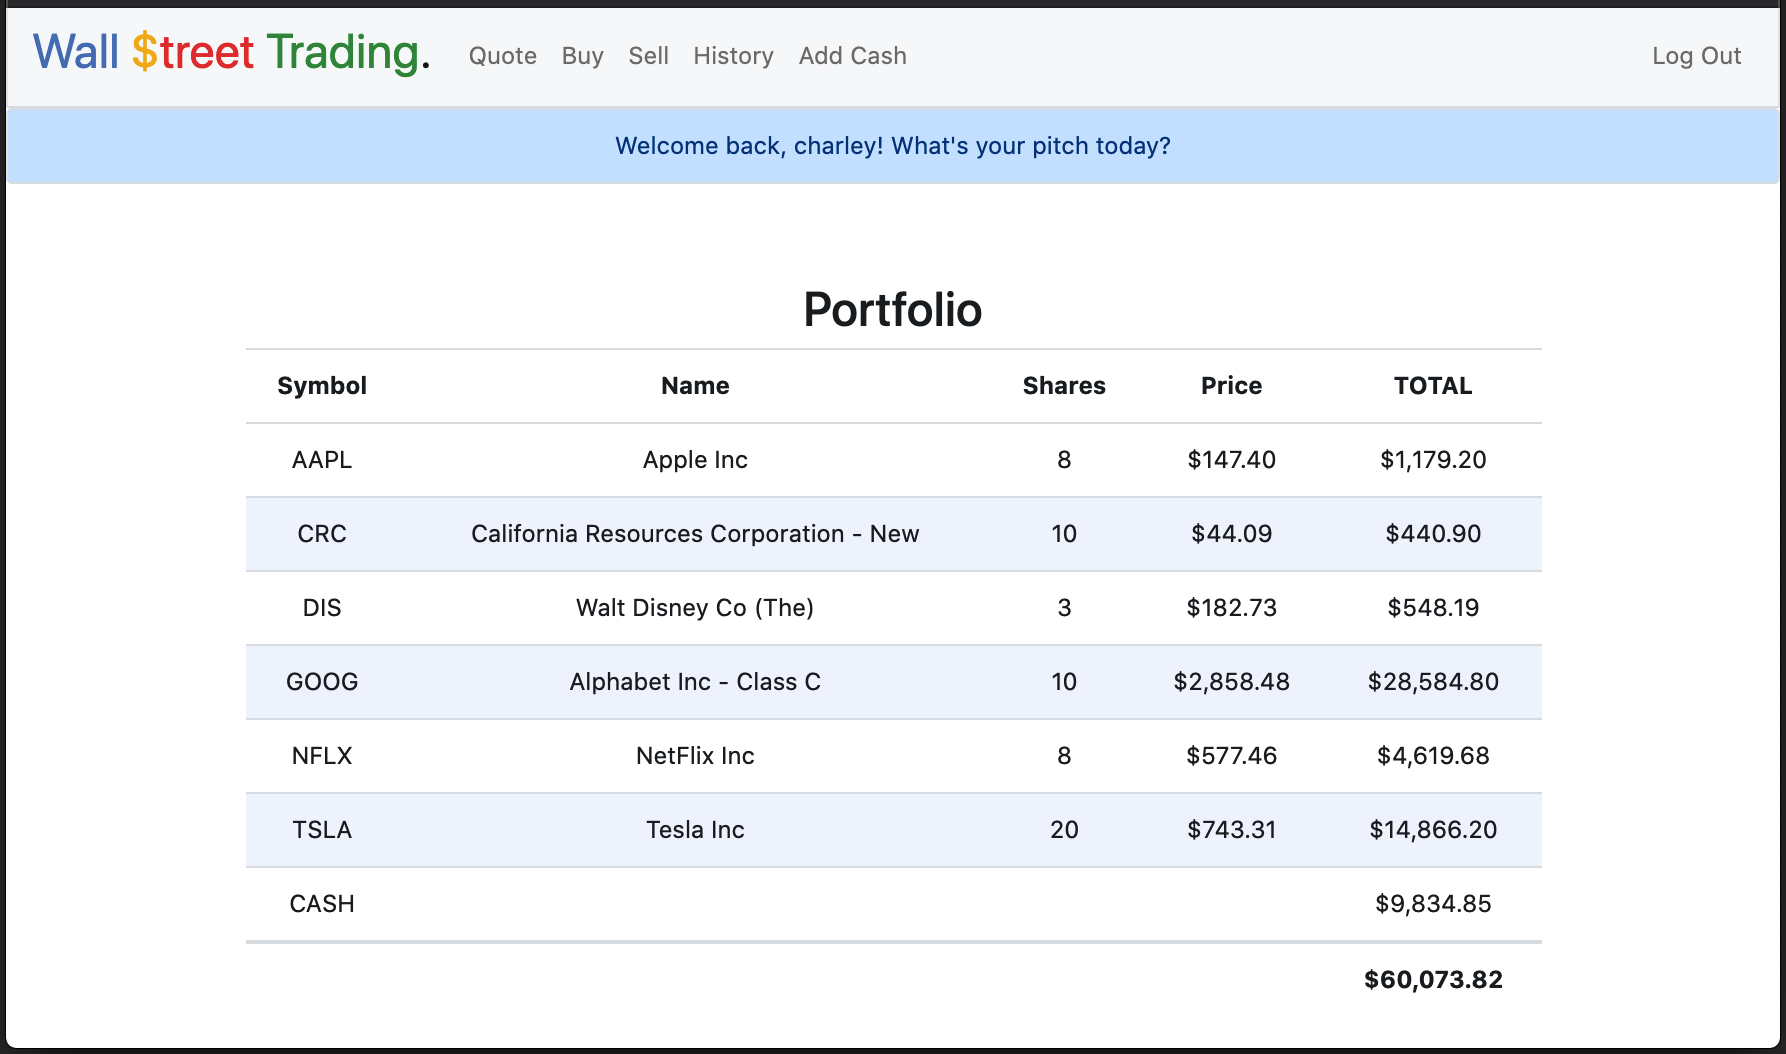 Wall $treet Trading. Quote Buy Sell History Add Cash Log Out
Welcome back, charley! What's your pitch today?
Portfolio
Symbol Name Shares Price TOTAL
AAPL Apple Inc 8 $147.40 $1,179.20
CRC California Resources Corporation - New 10 $44.09 $440.90
DIS Walt Disney Co (The) 3 $182.73 $548.19
GOOG Alphabet Inc - Class C 10 $2,858.48 $28,584.80
NFLX NetFlix Inc 8 $577.46 $4,619.68
TSLA Tesla Inc 20 $743.31 $14,866.20
CASH $9,834.85
$60,073.82